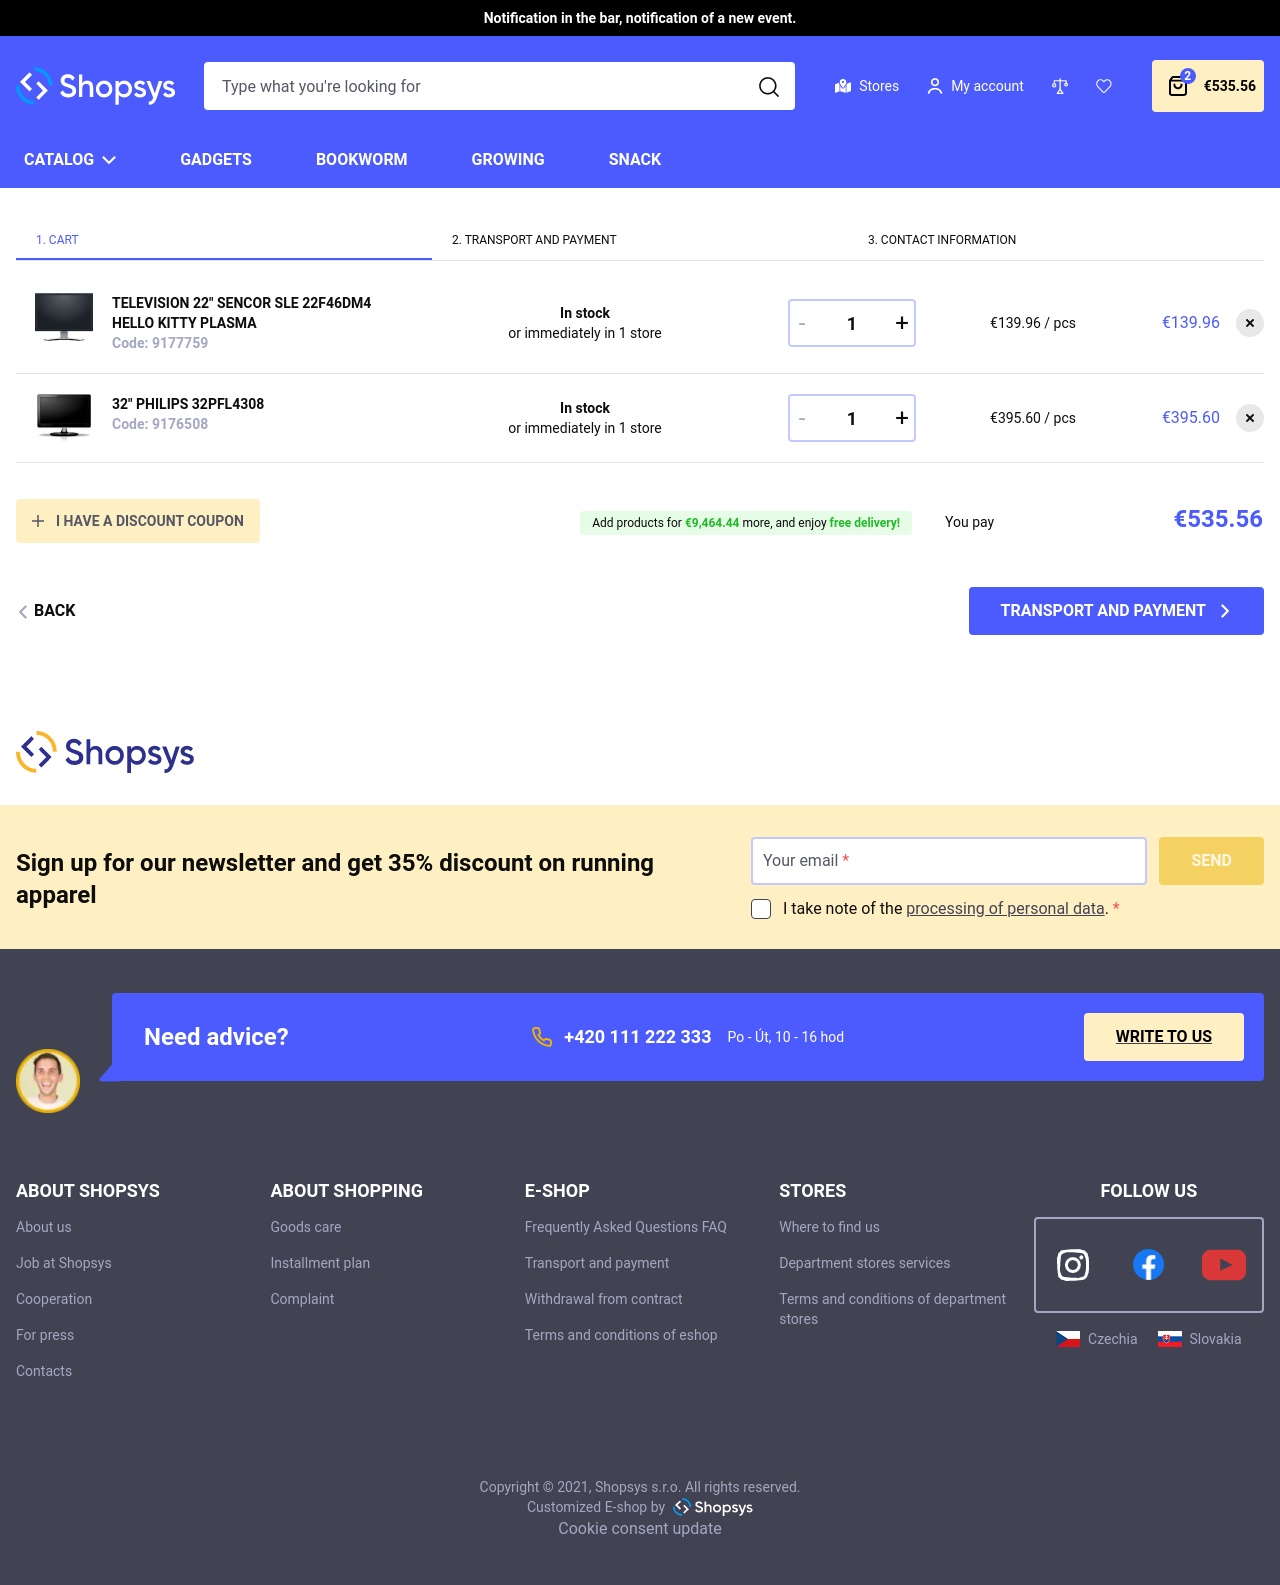 Notification in the bar, notification of a new event.
Shopsys
Type what you're looking for
Stores
My account
2
€535.56
CATALOG
GADGETS
BOOKWORM
GROWING
SNACK
1. CART
2. TRANSPORT AND PAYMENT
3. CONTACT INFORMATION
TELEVISION 22" SENCOR SLE 22F46DM4
HELLO KITTY PLASMA
Code: 9177759
In stock
or immediately in 1 store
- 1 +
€139.96 / pcs
€139.96
32" PHILIPS 32PFL4308
Code: 9176508
In stock
or immediately in 1 store
- 1 +
€395.60 / pcs
€395.60
I HAVE A DISCOUNT COUPON
Add products for €9,464.44 more, and enjoy free delivery!
You pay
€535.56
BACK
TRANSPORT AND PAYMENT
Shopsys
Sign up for our newsletter and get 35% discount on running
apparel
Your email *
SEND
I take note of the processing of personal data. *
Need advice?
+420 111 222 333
Po - Út, 10 - 16 hod
WRITE TO US
ABOUT SHOPSYS
About us
Job at Shopsys
Cooperation
For press
Contacts
ABOUT SHOPPING
Goods care
Installment plan
Complaint
E-SHOP
Frequently Asked Questions FAQ
Transport and payment
Withdrawal from contract
Terms and conditions of eshop
STORES
Where to find us
Department stores services
Terms and conditions of department
stores
FOLLOW US
Czechia
Slovakia
Copyright © 2021, Shopsys s.r.o. All rights reserved.
Customized E-shop by Shopsys
Cookie consent update